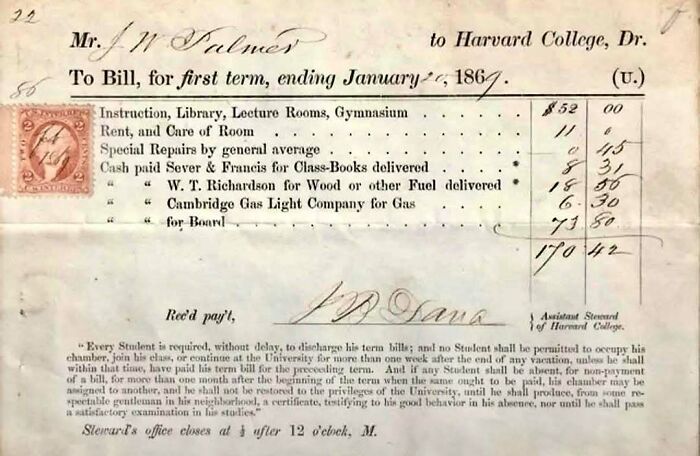 22
Mr. J W Palmer to Harvard College, Dr.
To Bill, for first term, ending January 20, 1869. (U.)
86
Instruction, Library, Lecture Rooms, Gymnasium . . . . . . $52 00
Rent, and Care of Room . . . . . . . . . . . 11 0
Special Repairs by general average . . . . . . . . . 0 45
Cash paid Sever & Francis for Class-Books delivered . . . . * 8 31
“ “ W. T. Richardson for Wood or other Fuel delivered * 18 56
“ “ Cambridge Gas Light Company for Gas . . . . 6 30
“ “ for Board . . . . . . . . . . . . 73 80
170 42
2 2
U.S. INTER.
Rec'd pay't, Assistant Steward
of Harvard College.
“Every Student is required, without delay, to discharge his term bills; and no Student shall be permitted to occupy his
chamber, join his class, or continue at the University for more than one week after the end of any vacation, unless he shall
within that time, have paid his term bill for the preceeding term. And if any Student shall be absent, for non-payment
of a bill, for more than one month after the beginning of the term when the same ought to be paid, his chamber may be
assigned to another, and he shall not be restored to the privileges of the University, until he shall produce, from some re-
spectable gentleman in his neighborhood, a certificate, testifying to his good behavior in his absence, nor until he shall pass
a satisfactory examination in his studies.”
Steward's office closes at ½ after 12 o'clock, M.